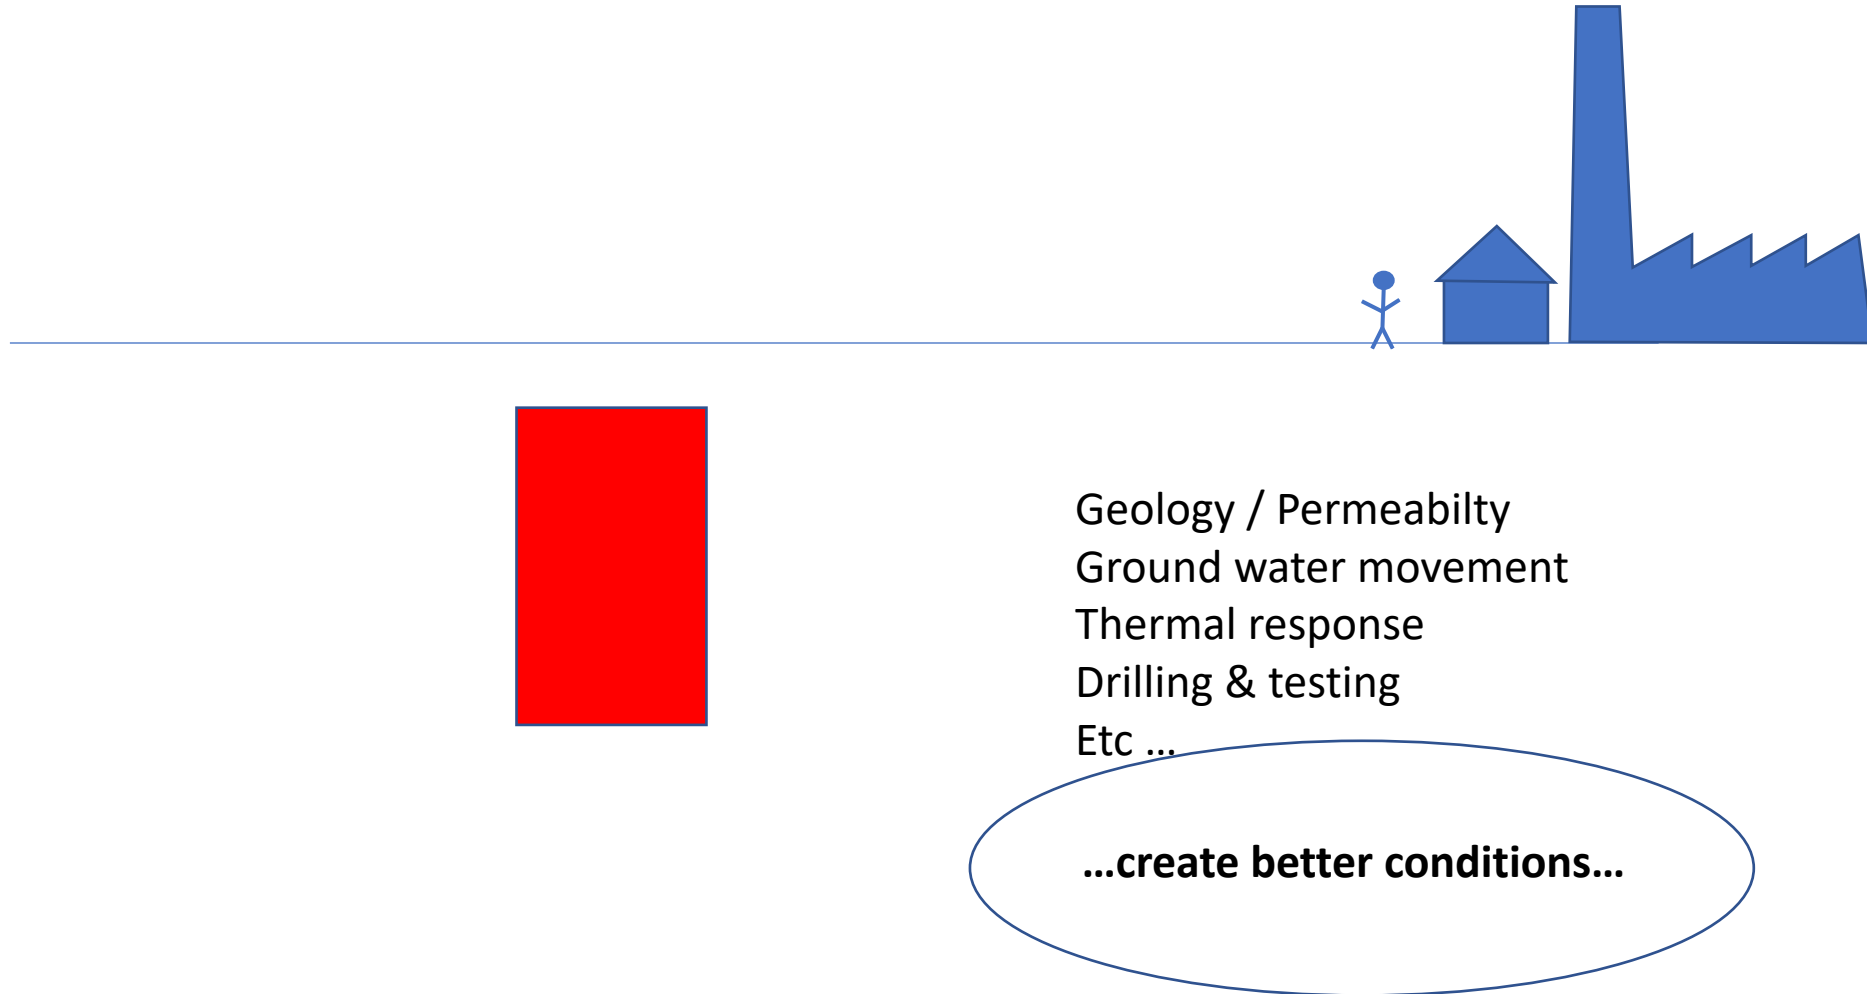 Geology / Permeabilty
Ground water movement
Thermal response
Drilling & testing
Etc …
…create better conditions…